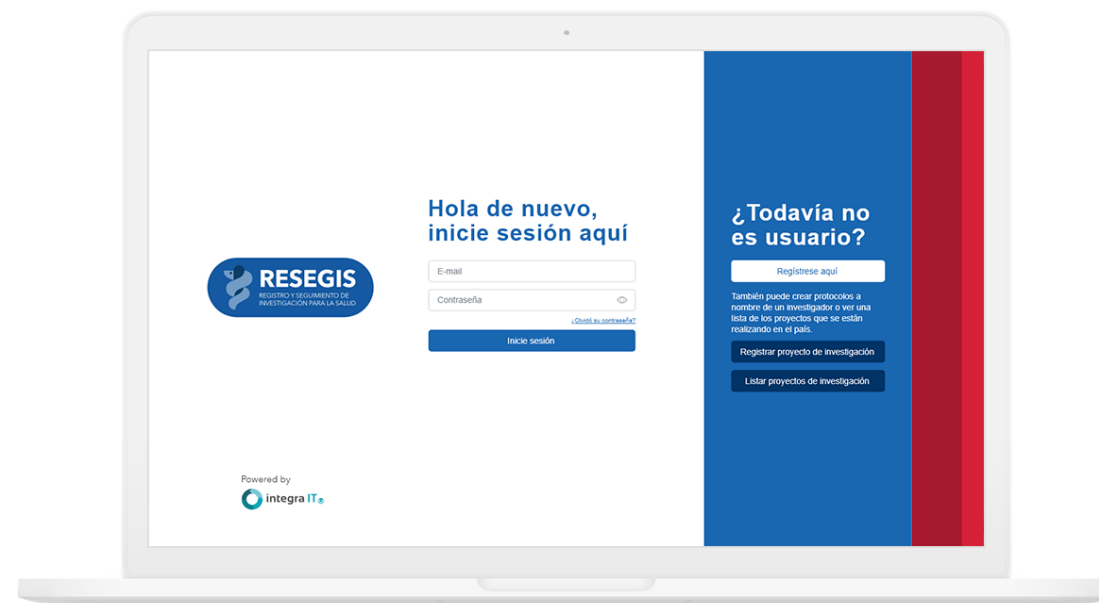 RESEGIS
REGISTRO Y SEGUIMIENTO DE
INVESTIGACIÓN PARA LA SALUD
Powered by
integra IT®
Hola de nuevo,
inicie sesión aquí
E-mail
Contraseña
¿Olvidó su contraseña?
Inicie sesión
¿Todavía no
es usuario?
Regístrese aquí
También puede crear protocolos a
nombre de un investigador o ver una
lista de los proyectos que se están
realizando en el país.
Registrar proyecto de investigación
Listar proyectos de investigación